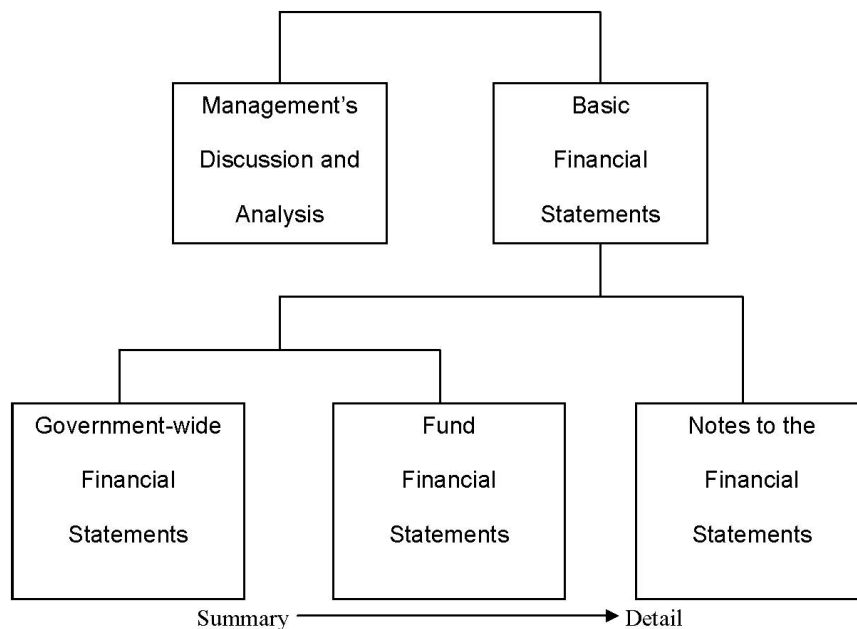 Management's
Discussion and
Analysis
Basic
Financial
Statements
Government-wide
Financial
Statements
Fund
Financial
Statements
Notes to the
Financial
Statements
Summary
Detail